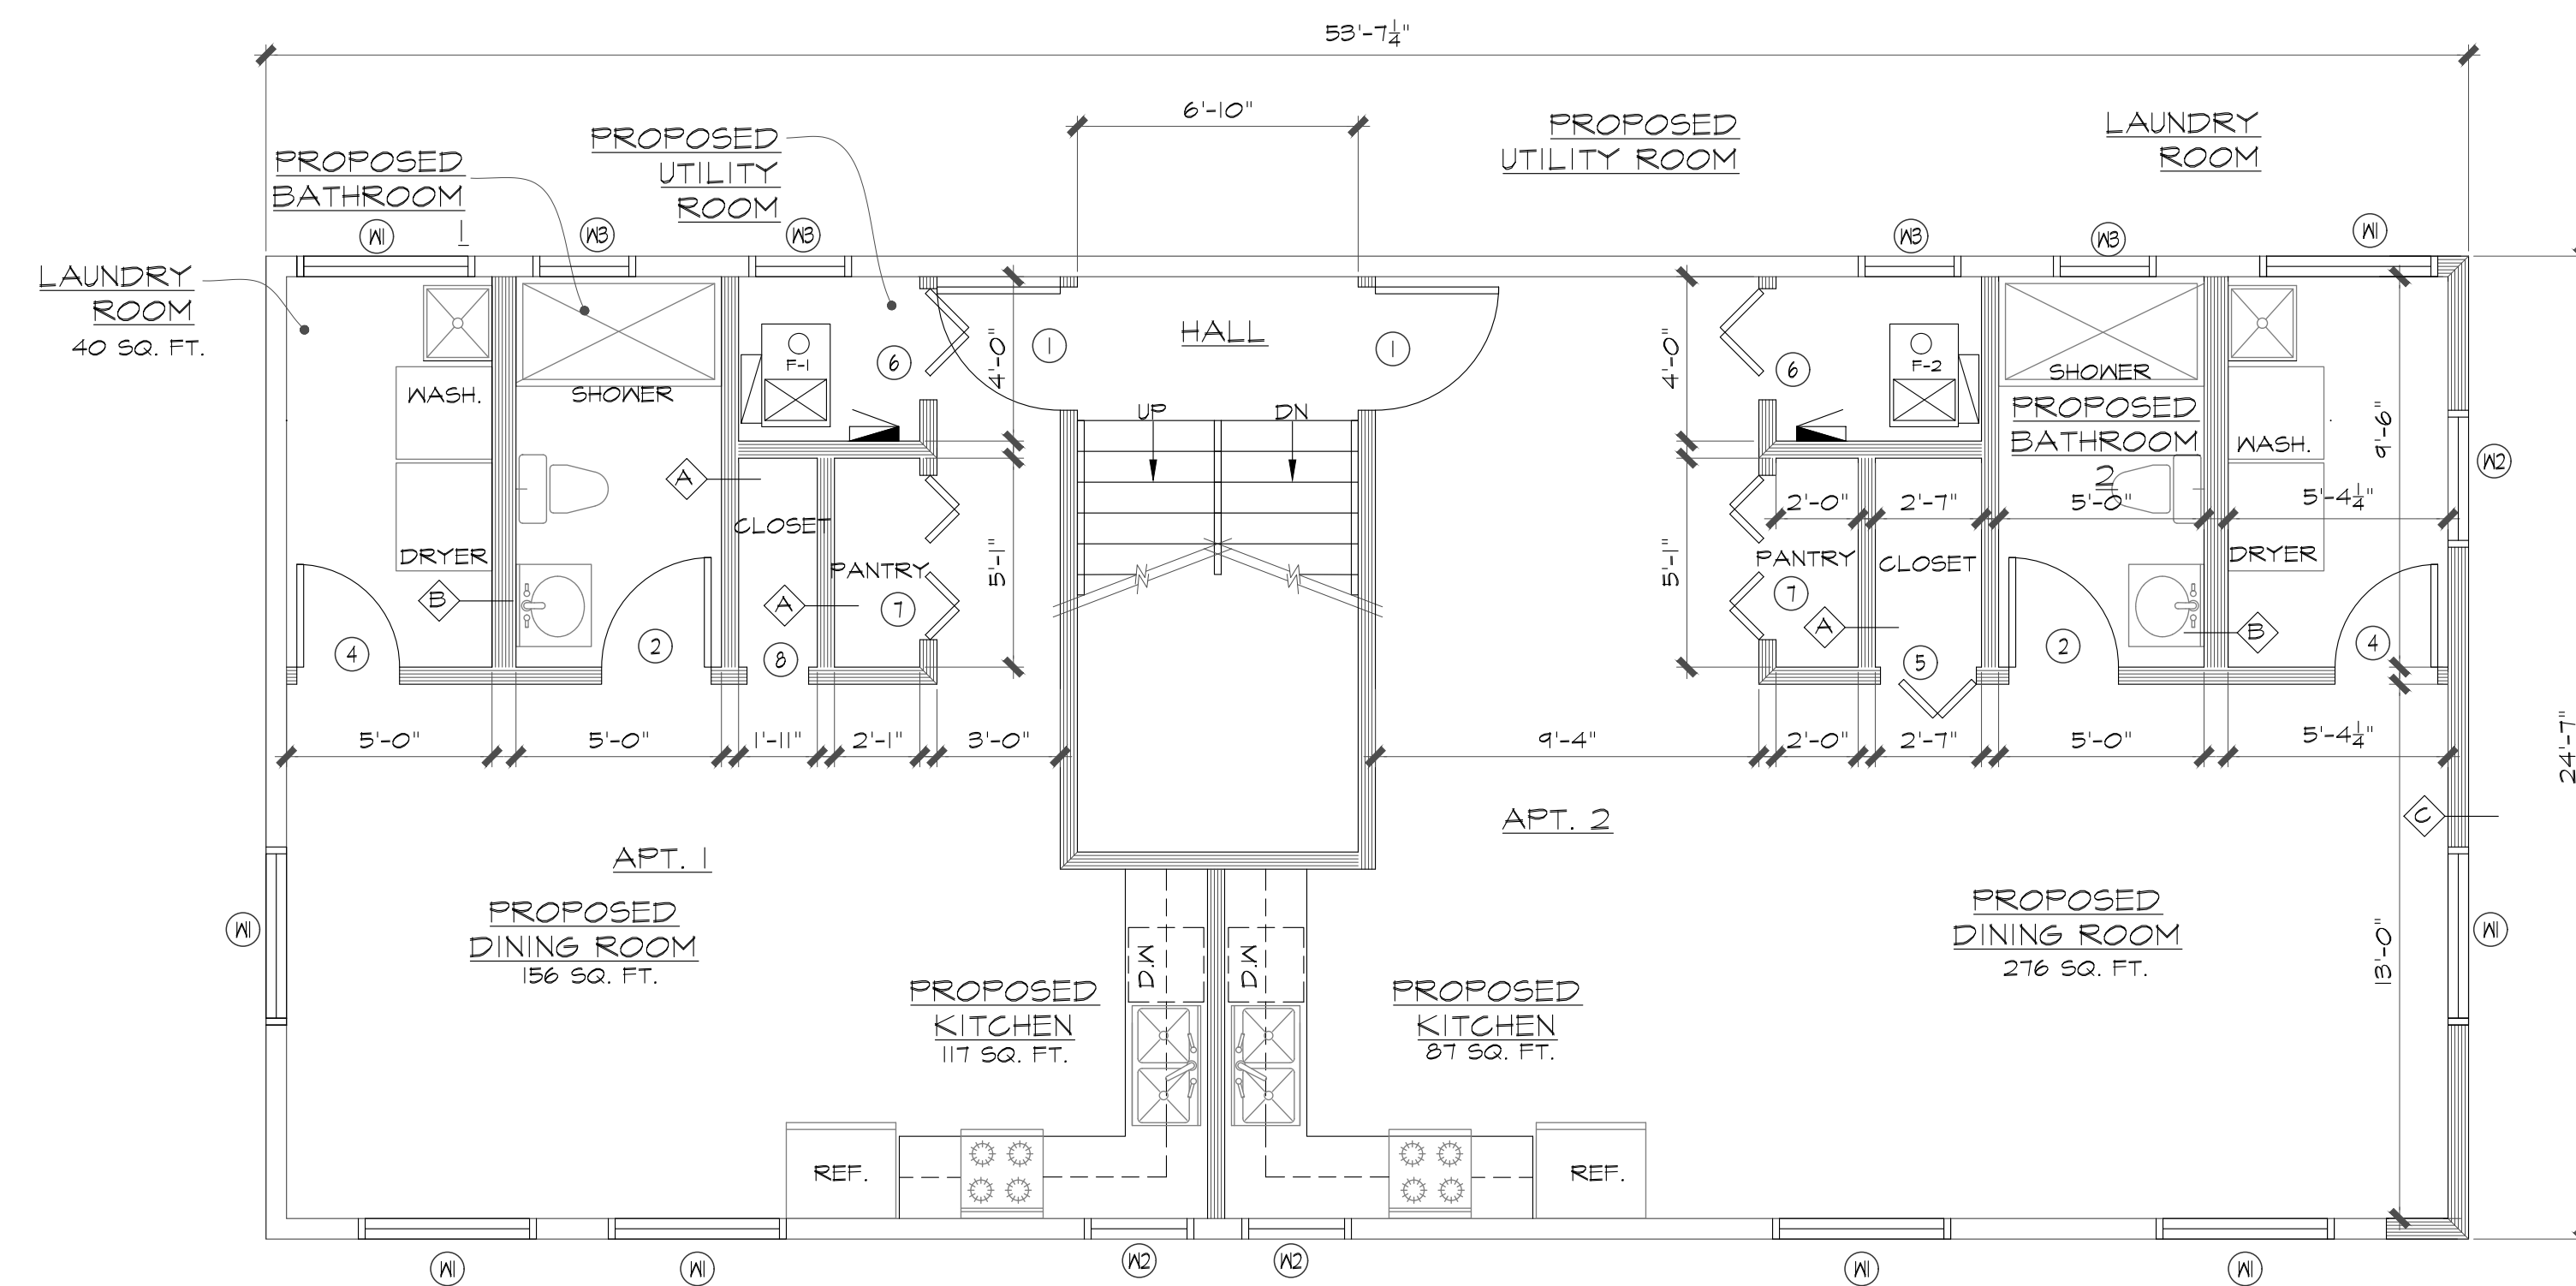 53'-7 1/4"
6'-10"
PROPOSED
BATHROOM
1
PROPOSED
UTILITY
ROOM
PROPOSED
UTILITY ROOM
LAUNDRY
ROOM
W1
W3
W3
W3
W3
W1
LAUNDRY
ROOM
40 SQ. FT.
WASH.
SHOWER
F-1
6
4'-0"
1
HALL
1
4'-0"
6
F-2
SHOWER
PROPOSED
BATHROOM
2
WASH.
9'-6"
W2
UP
DN
A
CLOSET
2'-0"
2'-7"
5'-0"
5'-4 1/4"
DRYER
B
A
PANTRY
7
5'-1"
5'-1"
PANTRY
7
CLOSET
A
DRYER
B
4
2
8
5
2
4
5'-0"
5'-0"
1'-11"
2'-1"
3'-0"
9'-4"
2'-0"
2'-7"
5'-0"
5'-4 1/4"
24'-7"
APT. 1
APT. 2
C
W1
PROPOSED
DINING ROOM
156 SQ. FT.
D.W
D.W
PROPOSED
DINING ROOM
276 SQ. FT.
13'-0"
W1
PROPOSED
KITCHEN
117 SQ. FT.
PROPOSED
KITCHEN
87 SQ. FT.
REF.
REF.
W1
W1
W2
W2
W1
W1